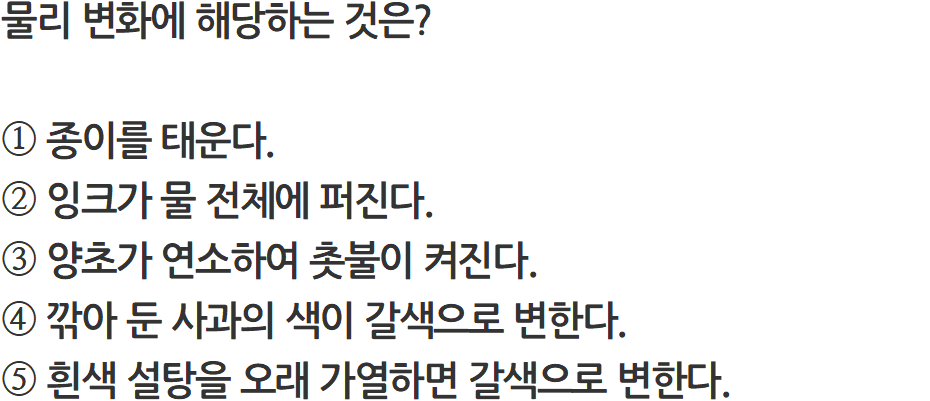 물리 변화에 해당하는 것은?
① 종이를 태운다.
② 잉크가 물 전체에 퍼진다.
③ 양초가 연소하여 촛불이 켜진다.
④ 깎아 둔 사과의 색이 갈색으로 변한다.
⑤ 흰색 설탕을 오래 가열하면 갈색으로 변한다.